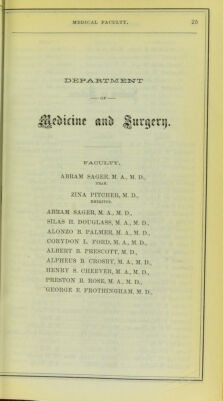 MEDICAL FACULTY. 25
DEPARTMENT
—OF—
Medicine and Surgery.
FACULTY.
ABRAM SAGER, M. A., M. D.,
DEAN.
ZINA PITCHER, M. D.,
EMERITUS.
ABRAM SAGER, M. A., M. D.,
SILAS H. DOUGLASS, M. A., M. D.,
ALONZO B. PALMER, M. A., M. D.,
CORYDON L. FORD, M. A., M. D.,
ALBERT B. PRESCOTT, M. D.,
ALPHEUS B. CROSBY, M. A., M. D.,
HENRY S. CHEEVER, M. A., M. D.,
PRESTON B. ROSE, M. A., M. D.,
GEORGE E. FROTHINGHAM, M. D.,